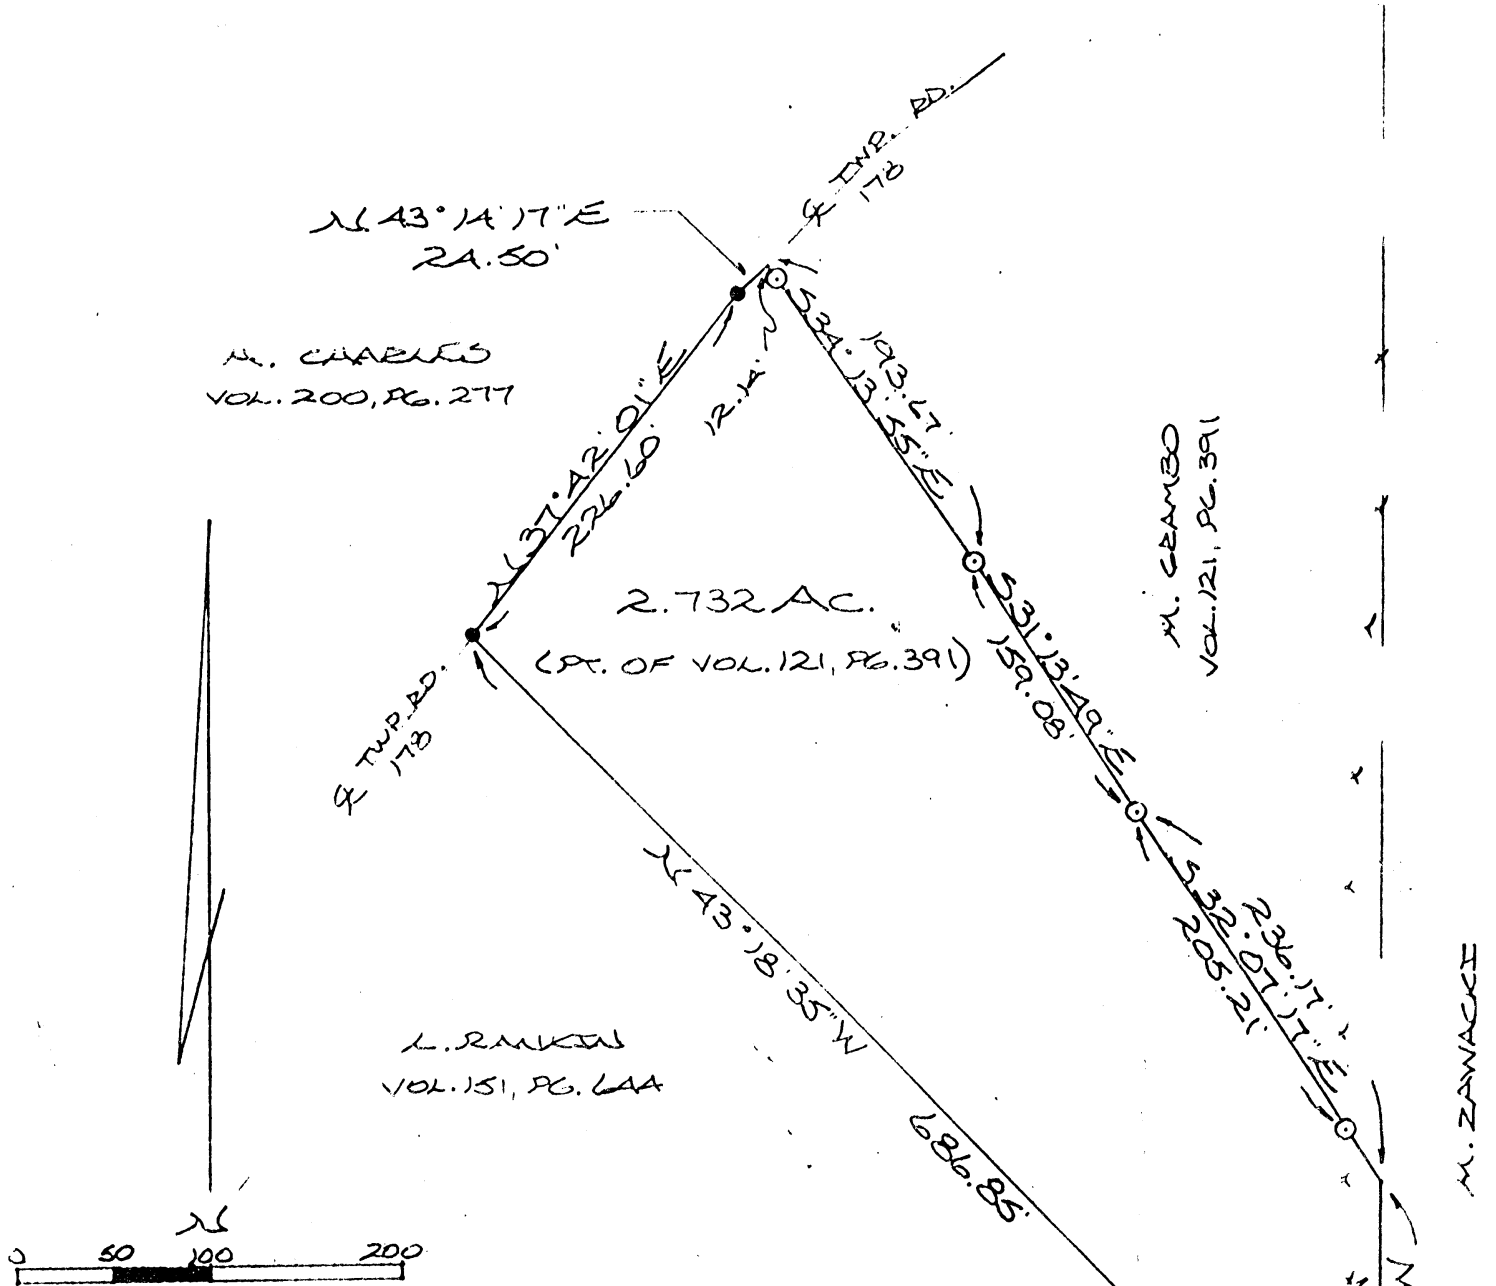 ℄ TWP. RD.
178
N 43° 14' 17" E
24.50'
M. CHARLES
VOL. 200, PG. 277
N 37° 42' 01" E
226.60'
12.14'
S 34° 13' 55" E
193.67'
2.732 AC.
(PT. OF VOL. 121, PG. 391)
S 31° 13' 49" E
159.08'
M. CZAMBO
VOL. 121, PG. 391
℄ TWP. RD.
178
N 43° 18' 35" W
686.85'
236.17'
S 32° 07' 17" E
205.21'
L. RANKIN
VOL. 151, PG. 644
M. ZAWACKI
N
0 50 100 200